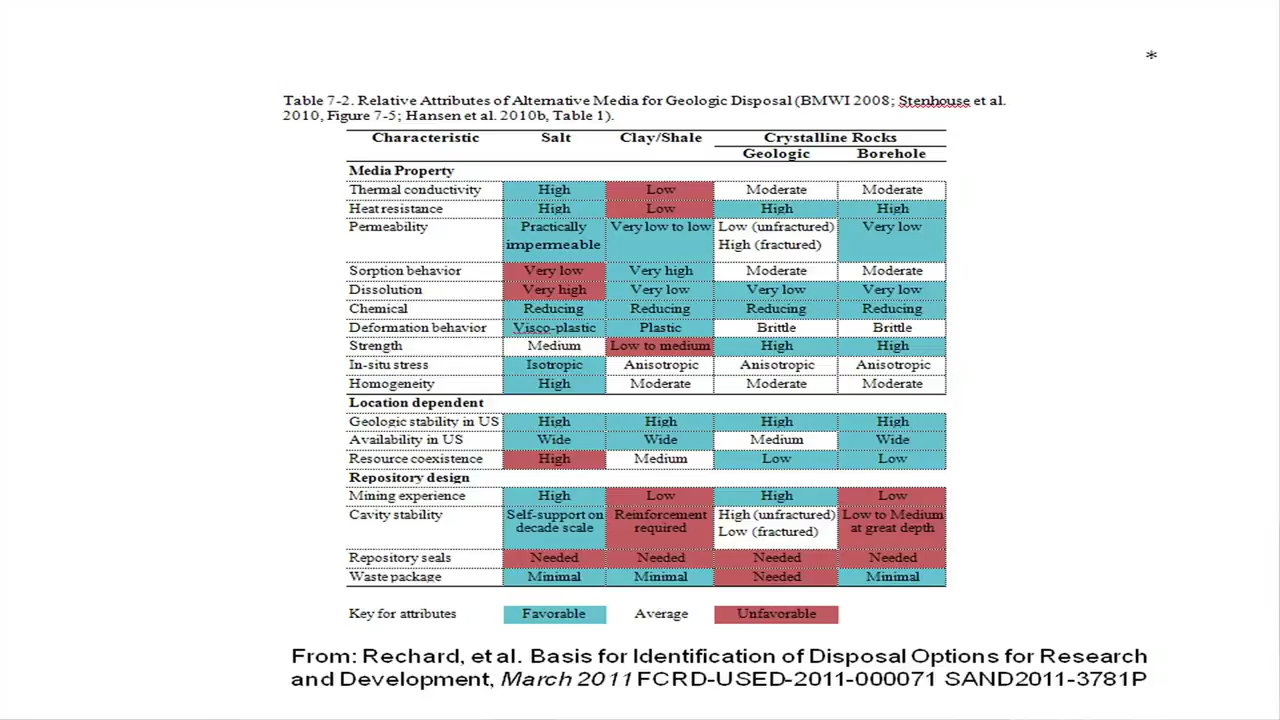 *
Table 7-2. Relative Attributes of Alternative Media for Geologic Disposal (BMWI 2008; Stenhouse et al.
2010, Figure 7-5; Hansen et al. 2010b, Table 1).
Characteristic Salt Clay/Shale Crystalline Rocks
Geologic Borehole
Media Property
Thermal conductivity High Low Moderate Moderate
Heat resistance High Low High High
Permeability Practically Very low to low Low (unfractured) Very low
impermeable High (fractured)
Sorption behavior Very low Very high Moderate Moderate
Dissolution Very high Very low Very low Very low
Chemical Reducing Reducing Reducing Reducing
Deformation behavior Visco-plastic Plastic Brittle Brittle
Strength Medium Low to medium High High
In-situ stress Isotropic Anisotropic Anisotropic Anisotropic
Homogeneity High Moderate Moderate Moderate
Location dependent
Geologic stability in US High High High High
Availability in US Wide Wide Medium Wide
Resource coexistence High Medium Low Low
Repository design
Mining experience High Low High Low
Cavity stability Self-support on Reinforcement High (unfractured) Low to Medium
decade scale required Low (fractured) at great depth
Repository seals Needed Needed Needed Needed
Waste package Minimal Minimal Needed Minimal
Key for attributes Favorable Average Unfavorable
From: Rechard, et al. Basis for Identification of Disposal Options for Research
and Development, March 2011 FCRD-USED-2011-000071 SAND2011-3781P